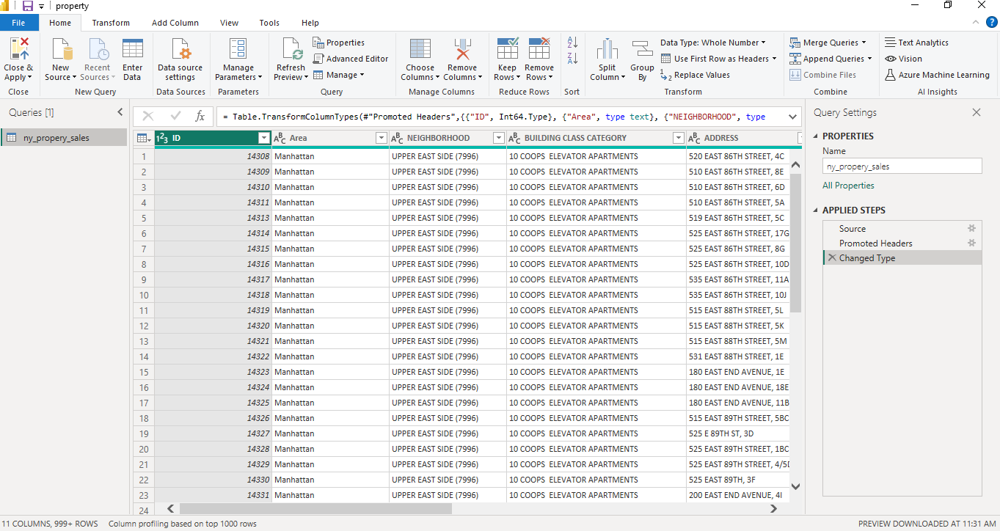 property
File Home Transform Add Column View Tools Help
Close & Apply New Source Recent Sources Enter Data Data source settings Manage Parameters Refresh Preview Properties Advanced Editor Manage Choose Columns Remove Columns Keep Rows Remove Rows Split Column Group By Data Type: Whole Number Use First Row as Headers Replace Values Merge Queries Append Queries Combine Files Text Analytics Vision Azure Machine Learning
Close New Query Data Sources Parameters Query Manage Columns Reduce Rows Sort Transform Combine AI Insights
Queries [1]
ny_propery_sales
fx = Table.TransformColumnTypes(#"Promoted Headers",{{"ID", Int64.Type}, {"Area", type text}, {"NEIGHBORHOOD", type
123 ID ABC Area ABC NEIGHBORHOOD ABC BUILDING CLASS CATEGORY ABC ADDRESS
1 14308 Manhattan UPPER EAST SIDE (7996) 10 COOPS  ELEVATOR APARTMENTS 520 EAST 86TH STREET, 4C
2 14309 Manhattan UPPER EAST SIDE (7996) 10 COOPS  ELEVATOR APARTMENTS 510 EAST 86TH STREET, 8E
3 14310 Manhattan UPPER EAST SIDE (7996) 10 COOPS  ELEVATOR APARTMENTS 510 EAST 86TH STREET, 6D
4 14311 Manhattan UPPER EAST SIDE (7996) 10 COOPS  ELEVATOR APARTMENTS 510 EAST 86TH STREET, 5A
5 14313 Manhattan UPPER EAST SIDE (7996) 10 COOPS  ELEVATOR APARTMENTS 519 EAST 86TH STREET, 5C
6 14314 Manhattan UPPER EAST SIDE (7996) 10 COOPS  ELEVATOR APARTMENTS 525 EAST 86TH STREET, 17G
7 14315 Manhattan UPPER EAST SIDE (7996) 10 COOPS  ELEVATOR APARTMENTS 525 EAST 86TH STREET, 8G
8 14316 Manhattan UPPER EAST SIDE (7996) 10 COOPS  ELEVATOR APARTMENTS 525 EAST 86TH STREET, 10D
9 14317 Manhattan UPPER EAST SIDE (7996) 10 COOPS  ELEVATOR APARTMENTS 535 EAST 86TH STREET, 11A
10 14318 Manhattan UPPER EAST SIDE (7996) 10 COOPS  ELEVATOR APARTMENTS 535 EAST 86TH STREET, 10J
11 14319 Manhattan UPPER EAST SIDE (7996) 10 COOPS  ELEVATOR APARTMENTS 515 EAST 88TH STREET, 5L
12 14320 Manhattan UPPER EAST SIDE (7996) 10 COOPS  ELEVATOR APARTMENTS 515 EAST 88TH STREET, 5K
13 14321 Manhattan UPPER EAST SIDE (7996) 10 COOPS  ELEVATOR APARTMENTS 515 EAST 88TH STREET, 5M
14 14322 Manhattan UPPER EAST SIDE (7996) 10 COOPS  ELEVATOR APARTMENTS 531 EAST 88TH STREET, 1E
15 14323 Manhattan UPPER EAST SIDE (7996) 10 COOPS  ELEVATOR APARTMENTS 180 EAST END AVENUE, 1E
16 14324 Manhattan UPPER EAST SIDE (7996) 10 COOPS  ELEVATOR APARTMENTS 180 EAST END AVENUE, 18E
17 14325 Manhattan UPPER EAST SIDE (7996) 10 COOPS  ELEVATOR APARTMENTS 180 EAST END AVENUE, 11B
18 14326 Manhattan UPPER EAST SIDE (7996) 10 COOPS  ELEVATOR APARTMENTS 515 EAST 89TH STREET, 5BC
19 14327 Manhattan UPPER EAST SIDE (7996) 10 COOPS  ELEVATOR APARTMENTS 525 E 89TH ST, 3D
20 14328 Manhattan UPPER EAST SIDE (7996) 10 COOPS  ELEVATOR APARTMENTS 525 EAST 89TH STREET, 1BC
21 14329 Manhattan UPPER EAST SIDE (7996) 10 COOPS  ELEVATOR APARTMENTS 525 EAST 89TH STREET,
22 14330 Manhattan UPPER EAST SIDE (7996) 10 COOPS  ELEVATOR APARTMENTS 525 EAST 89TH, 3F
23 14331 Manhattan UPPER EAST SIDE (7996) 10 COOPS  ELEVATOR APARTMENTS 200 EAST END AVENUE, 4I
24
Query Settings
PROPERTIES
Name
ny_propery_sales
All Properties
APPLIED STEPS
Source
Promoted Headers
Changed Type
11 COLUMNS, 999+ ROWS Column profiling based on top 1000 rows PREVIEW DOWNLOADED AT 11:31 AM